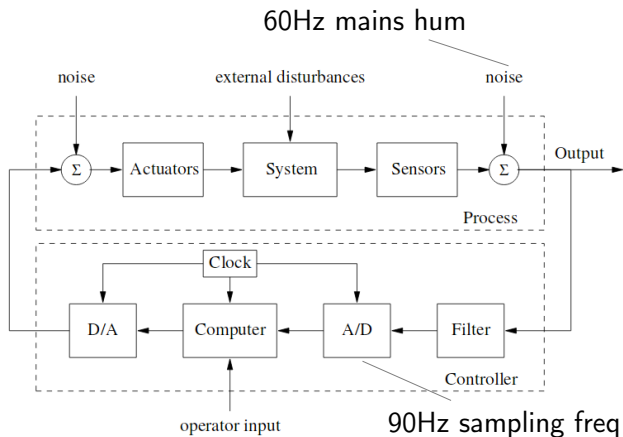 60Hz mains hum
noise
external disturbances
noise
Σ
Actuators
System
Sensors
Σ
Output
Process
Clock
D/A
Computer
A/D
Filter
Controller
operator input
90Hz sampling freq